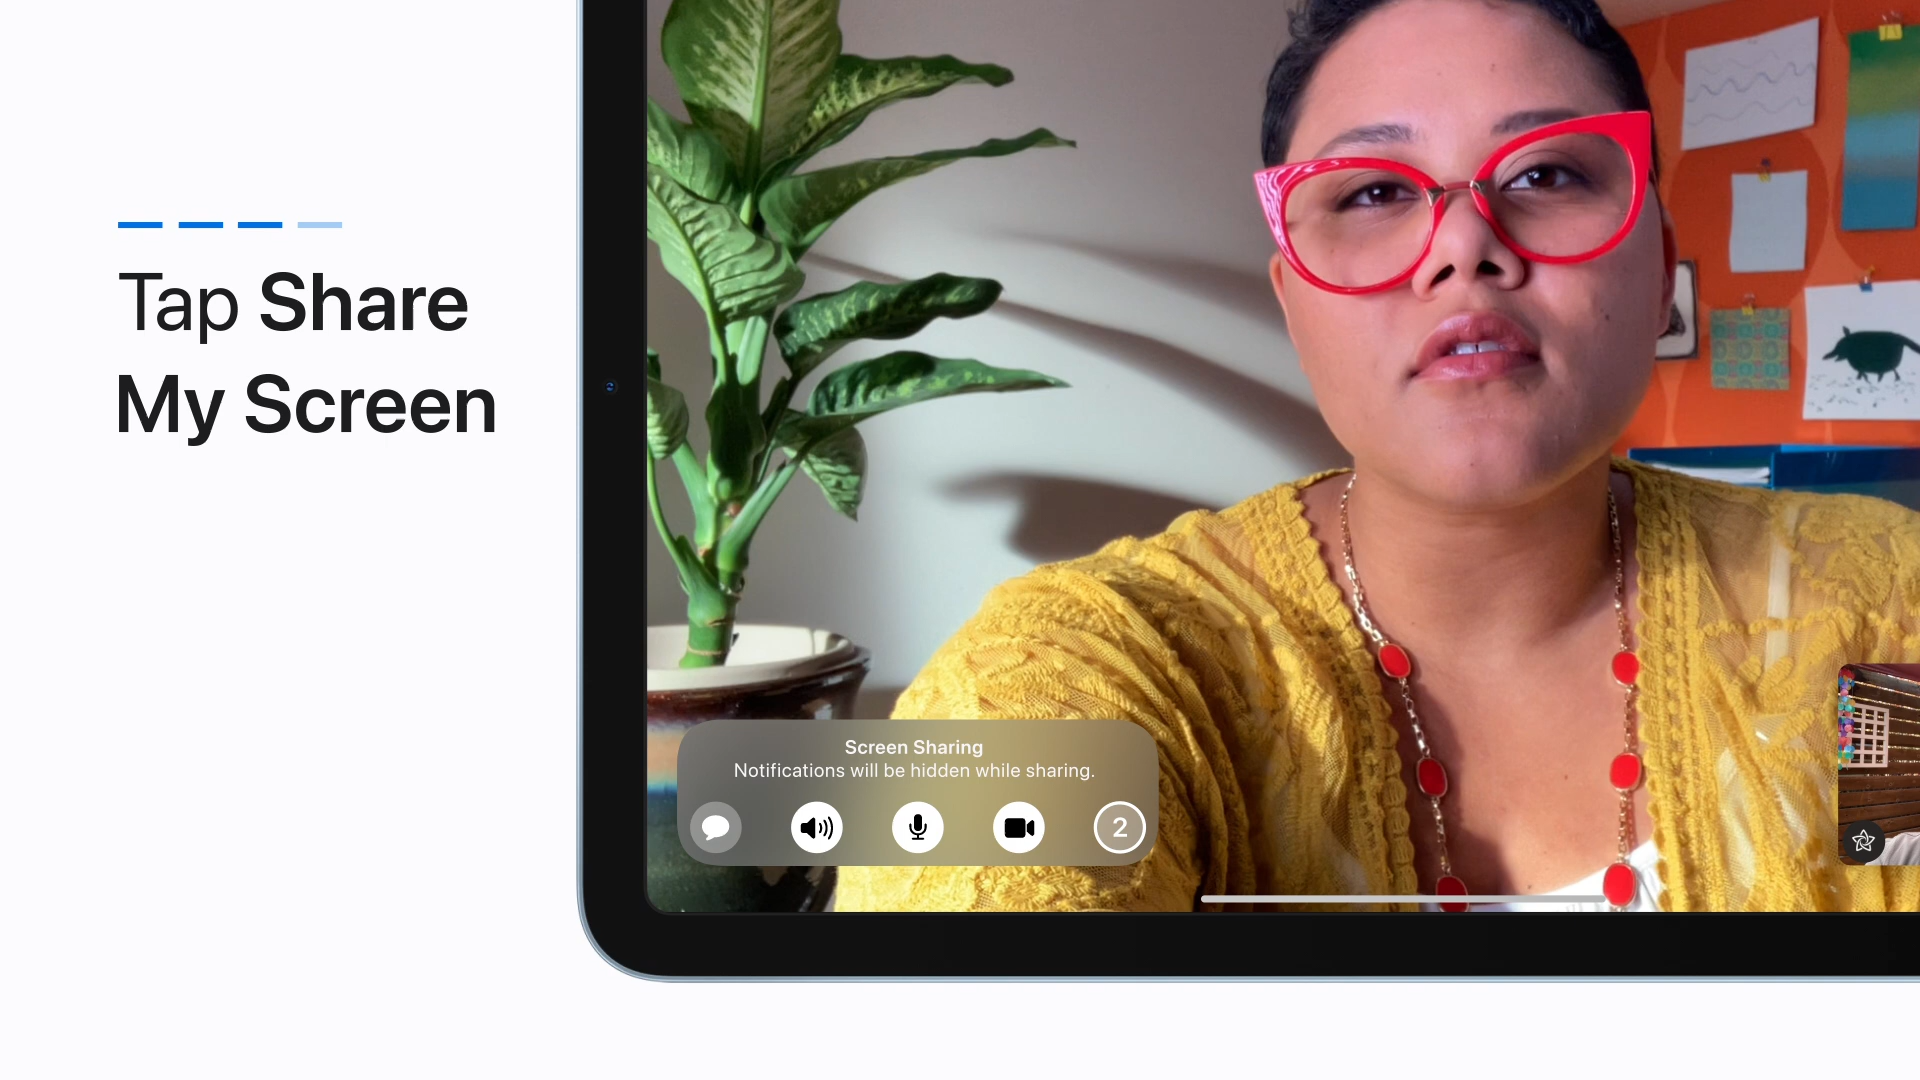 Tap Share
My Screen
Screen Sharing
Notifications will be hidden while sharing.
2